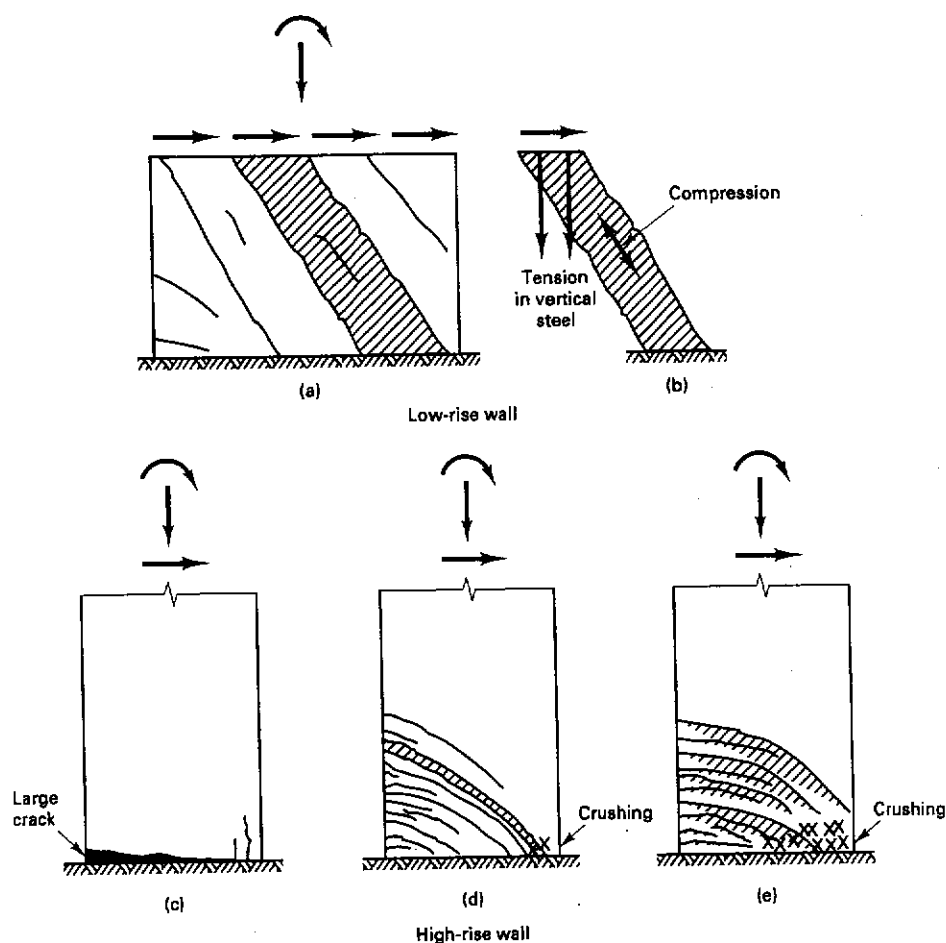 Compression
Tension
in vertical
steel
(a)
(b)
Low-rise wall
Large
crack
Crushing
Crushing
(c)
(d)
(e)
High-rise wall